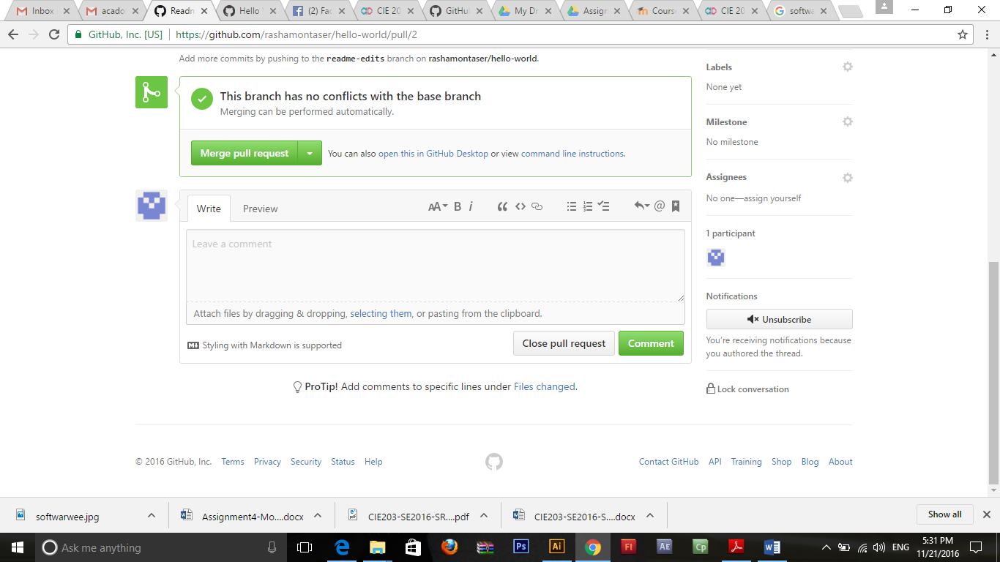 Inbox
acado
Readn
Hello
(2) Fac
CIE 20
GitHul
My Dr
Assign
Course
CIE 20
softwa
GitHub, Inc. [US] https://github.com/rashamontaser/hello-world/pull/2
Add more commits by pushing to the readme-edits branch on rashamontaser/hello-world.
This branch has no conflicts with the base branch
Merging can be performed automatically.
Merge pull request You can also open this in GitHub Desktop or view command line instructions.
Write Preview
AA B i
Leave a comment
Attach files by dragging & dropping, selecting them, or pasting from the clipboard.
Styling with Markdown is supported
Close pull request Comment
ProTip! Add comments to specific lines under Files changed.
Labels
None yet
Milestone
No milestone
Assignees
No one—assign yourself
1 participant
Notifications
Unsubscribe
You're receiving notifications because
you authored the thread.
Lock conversation
© 2016 GitHub, Inc. Terms Privacy Security Status Help
Contact GitHub API Training Shop Blog About
softwarwee.jpg
Assignment4-Mo....docx
CIE203-SE2016-SR....pdf
CIE203-SE2016-S....docx
Show all
Ask me anything
Ps Ai Fl AE Cp
ENG
5:31 PM
11/21/2016